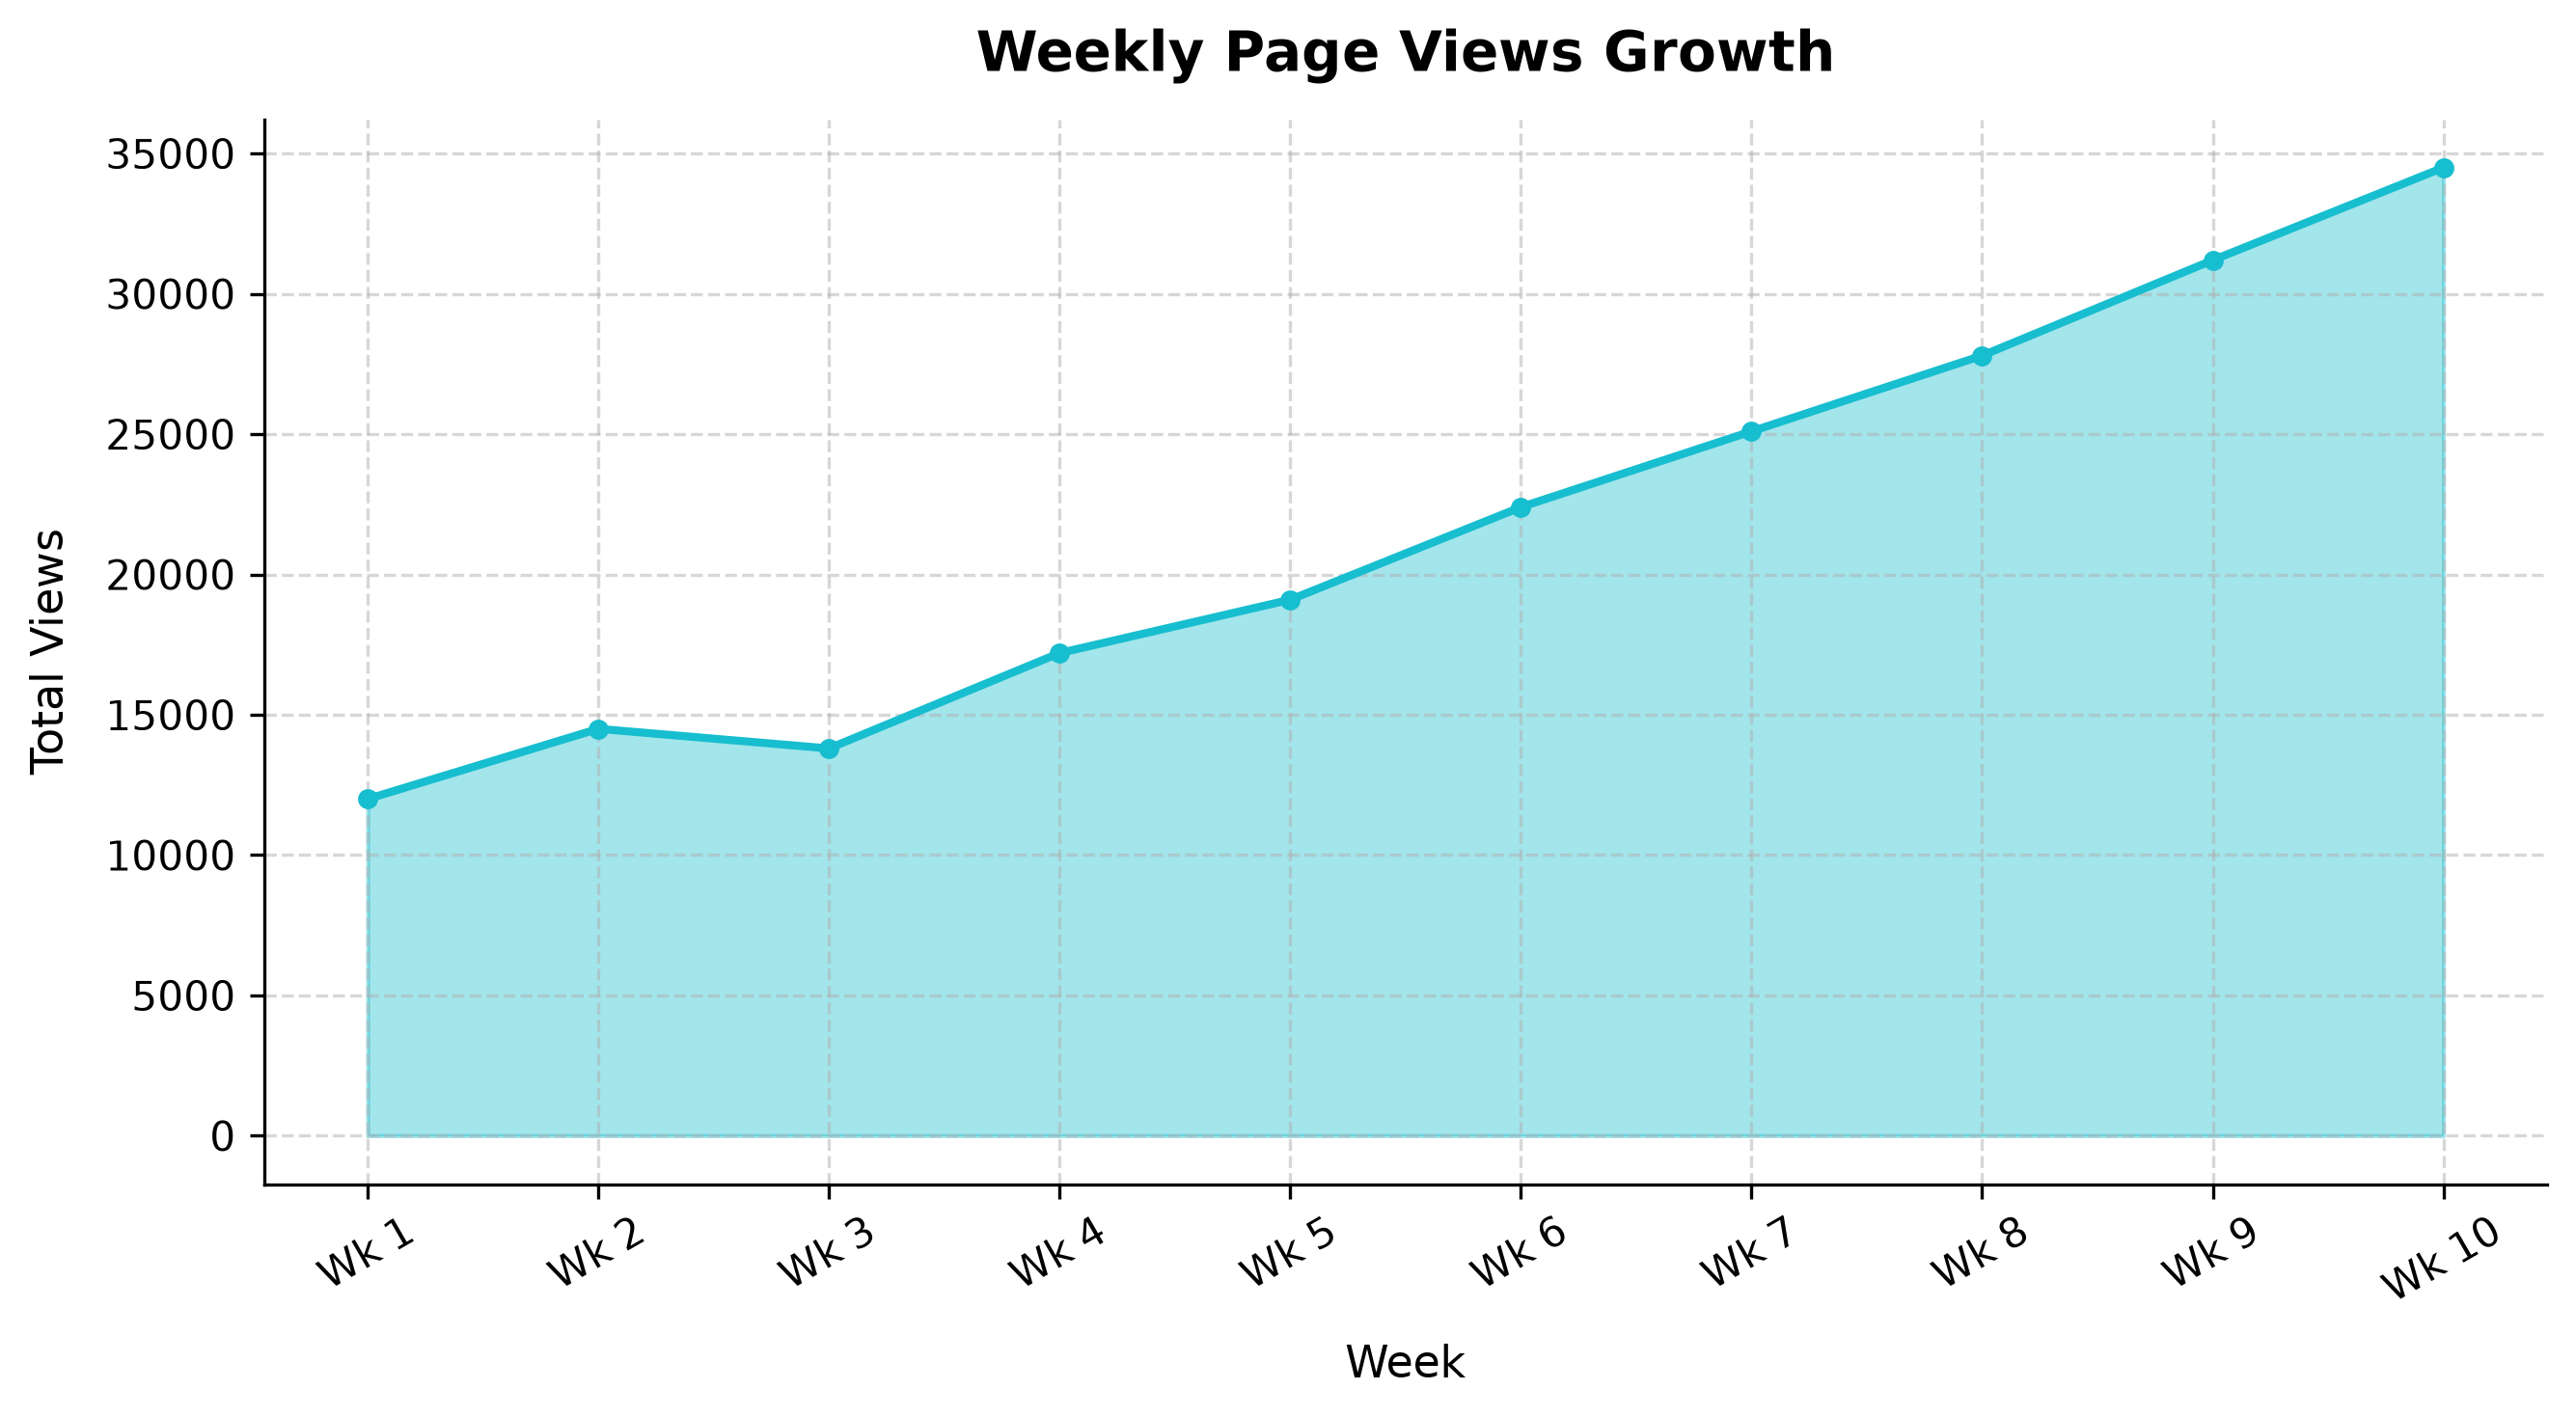 Weekly Page Views Growth
35000
30000
25000
20000
15000
10000
5000
0
Total Views
Wk 1
Wk 2
Wk 3
Wk 4
Wk 5
Wk 6
Wk 7
Wk 8
Wk 9
Wk 10
Week